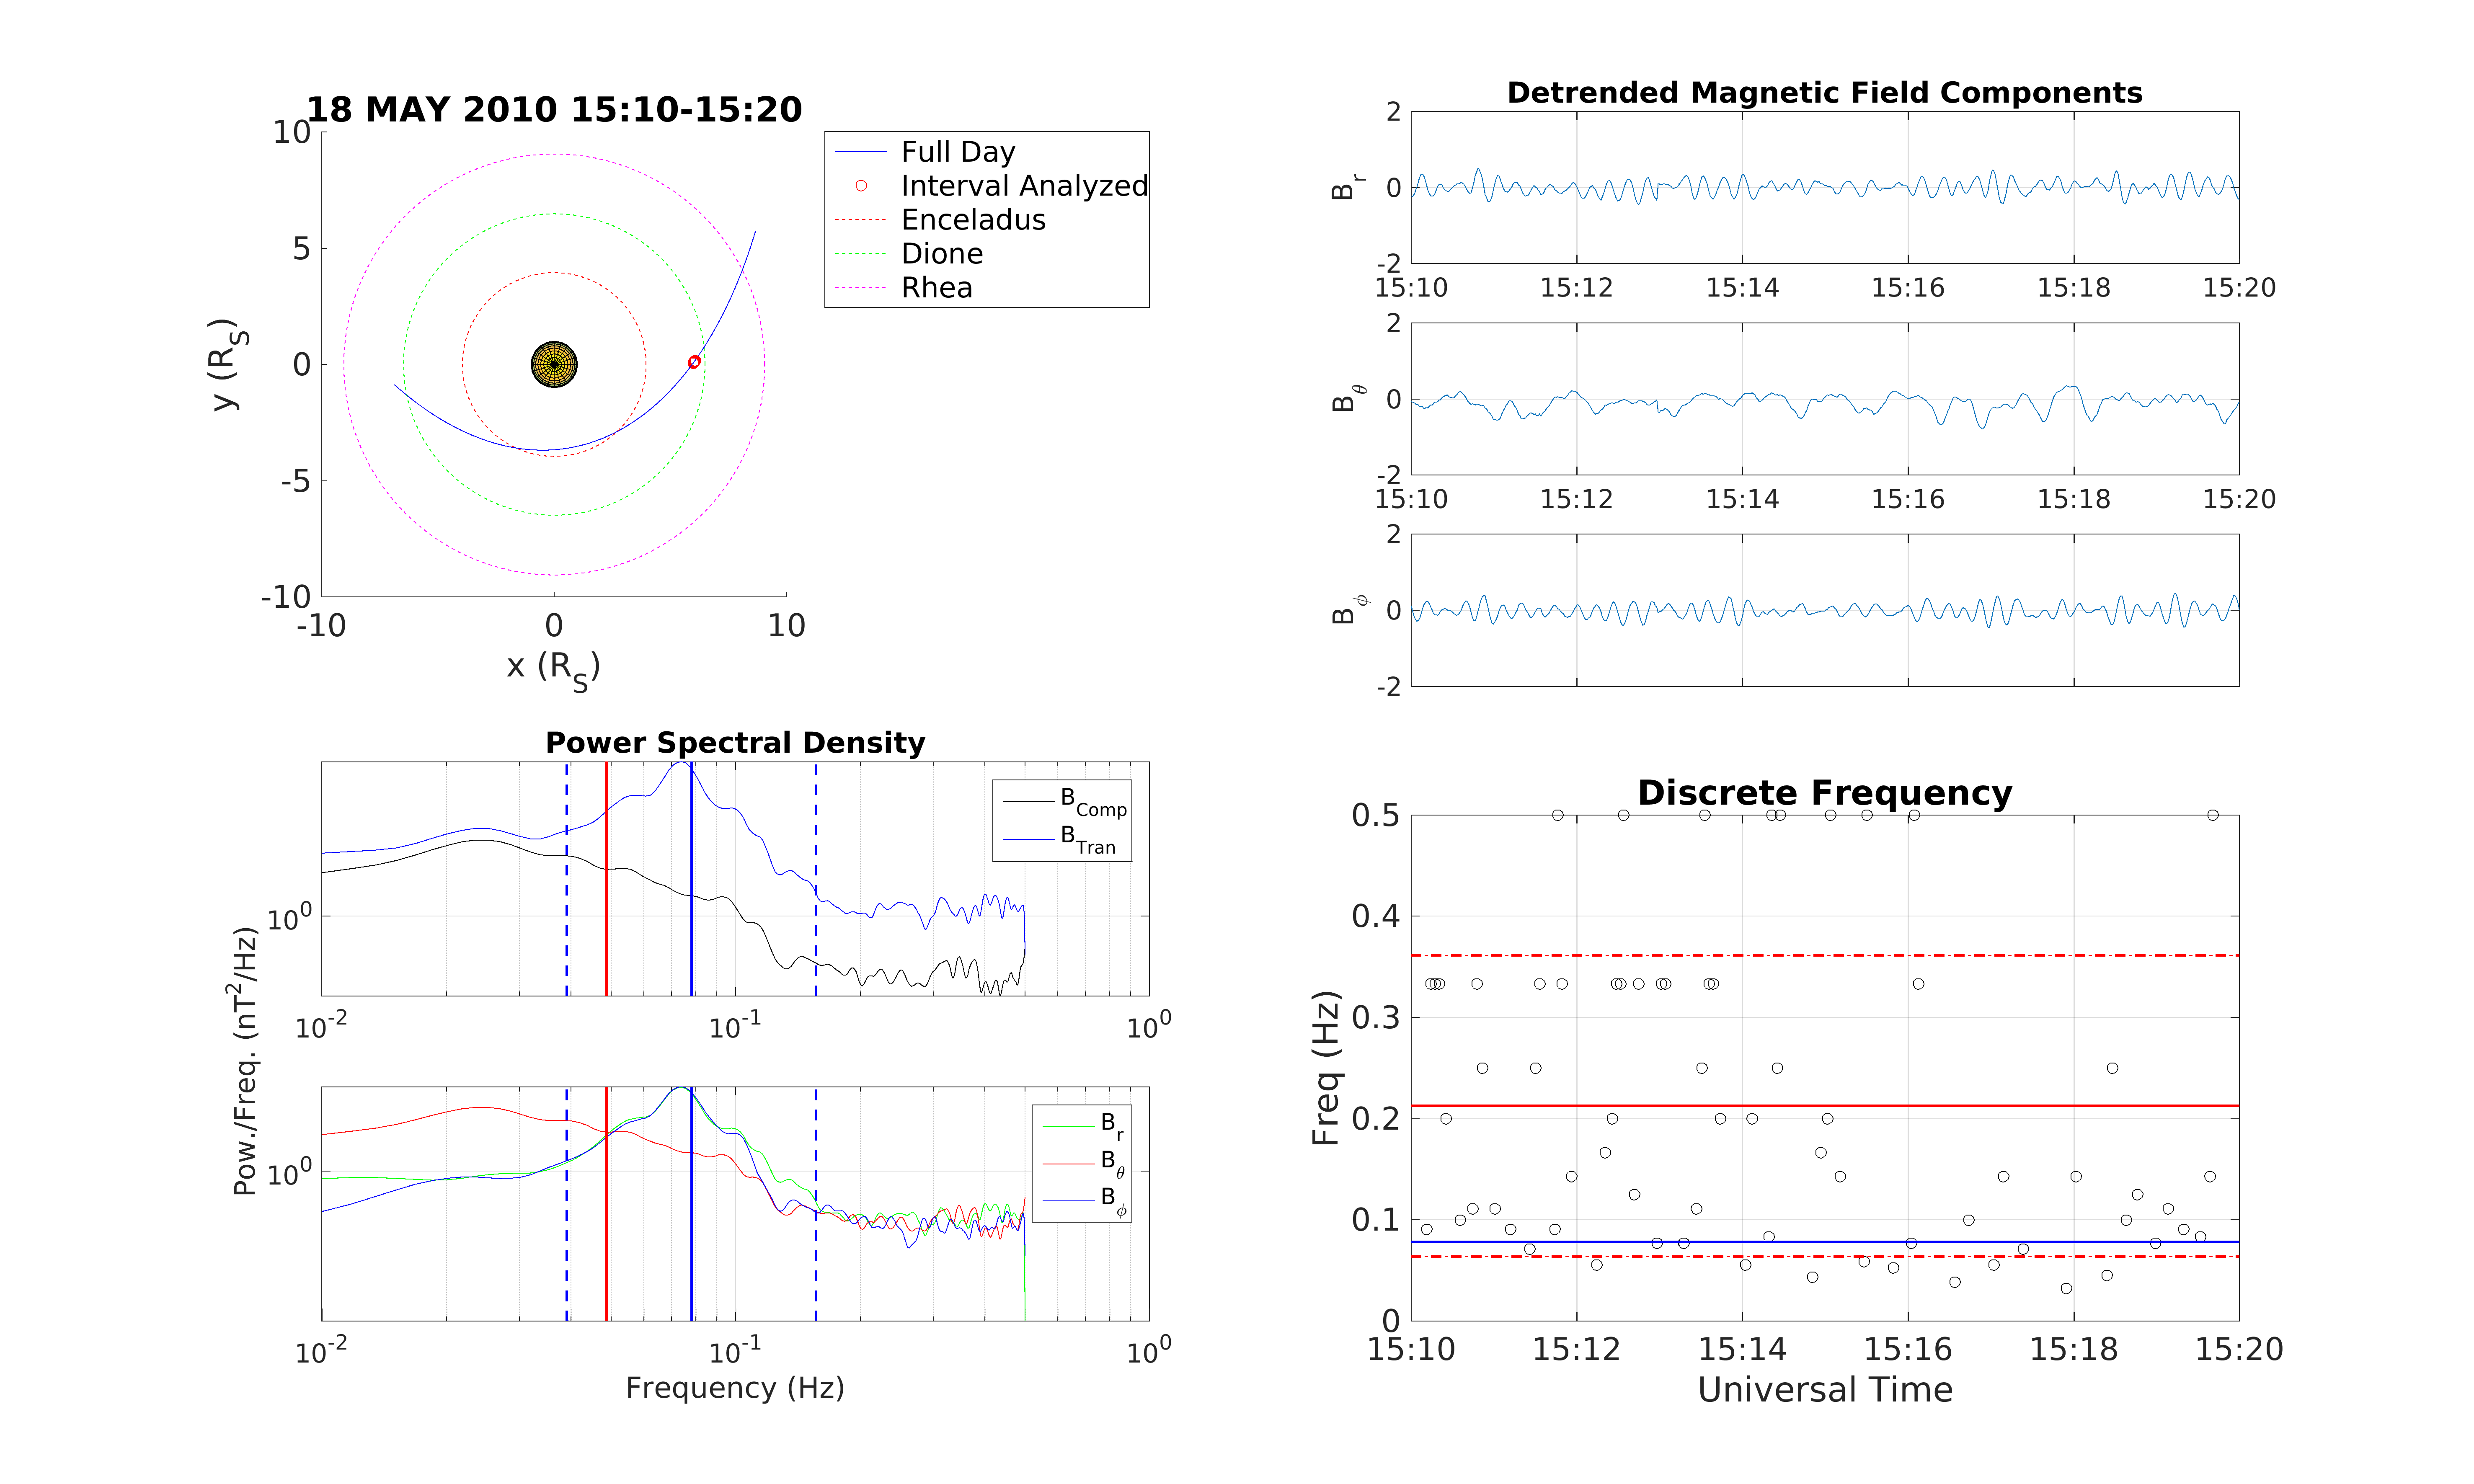 18 MAY 2010 15:10-15:20
10
5
0
-5
-10
y (R_S)
-10 0 10
x (R_S)
Full Day
Interval Analyzed
Enceladus
Dione
Rhea
Detrended Magnetic Field Components
2
0
-2
B_r
15:10 15:12 15:14 15:16 15:18 15:20
2
0
-2
B_θ
15:10 15:12 15:14 15:16 15:18 15:20
2
0
-2
B_ϕ
Power Spectral Density
B_Comp
B_Tran
10^0
10^-2 10^-1 10^0
Pow./Freq. (nT^2/Hz)
B_r
B_θ
B_ϕ
10^0
10^-2 10^-1 10^0
Frequency (Hz)
Discrete Frequency
0.5
0.4
0.3
0.2
0.1
0
Freq (Hz)
15:10 15:12 15:14 15:16 15:18 15:20
Universal Time